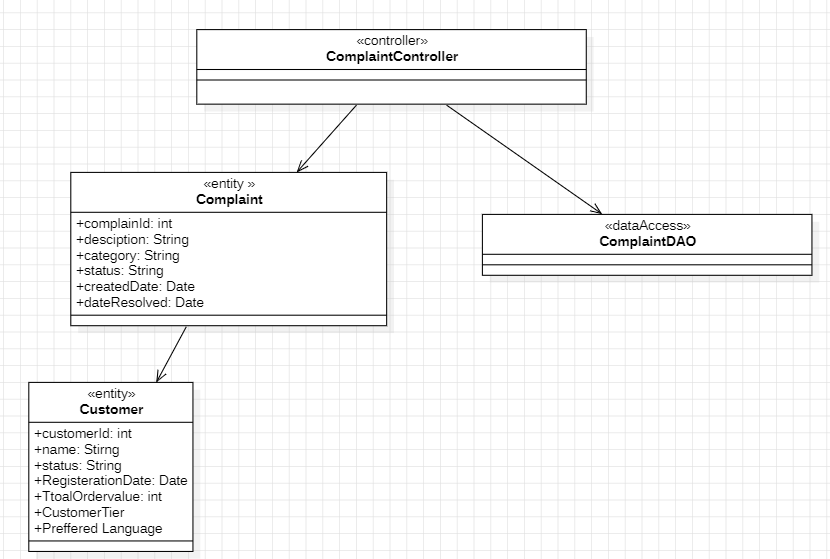 «controller»
ComplaintController
«entity »
Complaint
+complainId: int
+desciption: String
+category: String
+status: String
+createdDate: Date
+dateResolved: Date
«dataAccess»
ComplaintDAO
«entity»
Customer
+customerId: int
+name: Stirng
+status: String
+RegisterationDate: Date
+TtoalOrdervalue: int
+CustomerTier
+Preffered Language